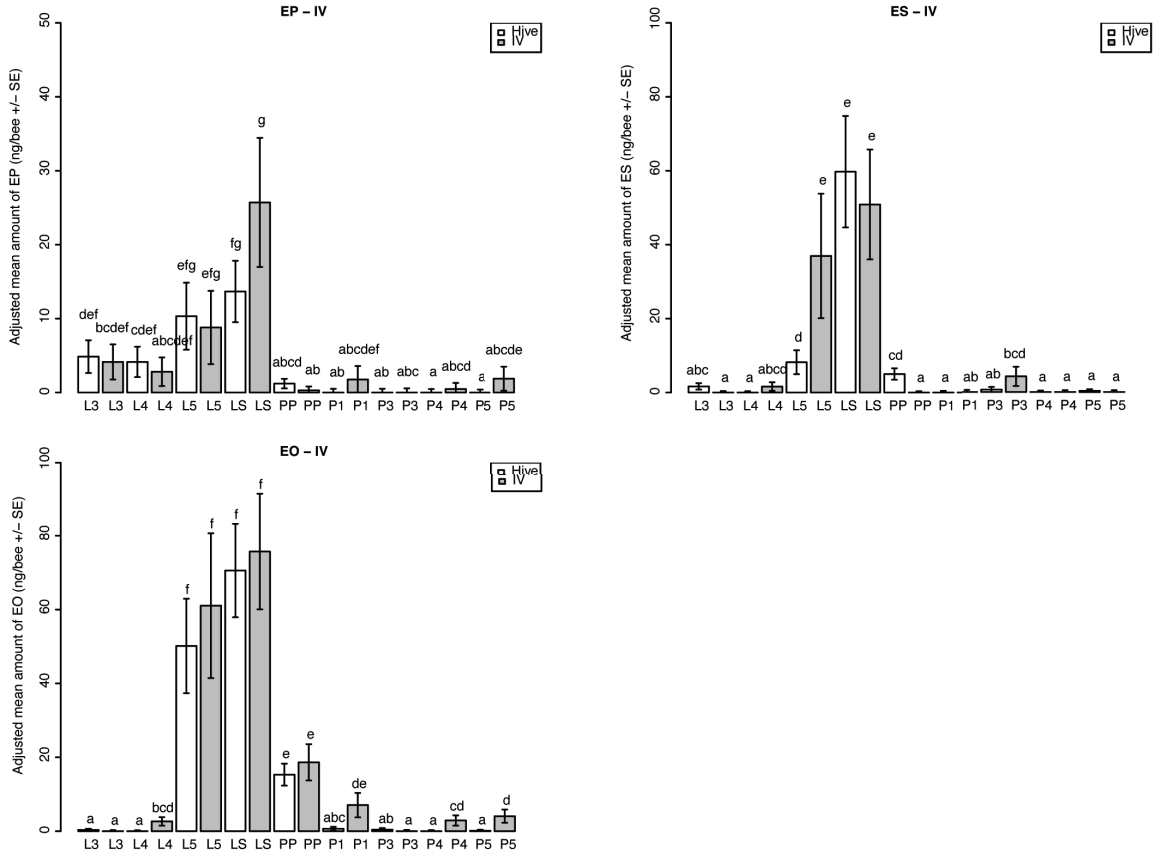 EP – IV
Adjusted mean amount of EP (ng/bee +/− SE)
50
40
30
20
10
0
Hive
IV
def
bcdef
cdef
abcdef
efg
efg
fg
g
abcd
ab
ab
abcdef
ab
abc
a
abcd
a
abcde
L3 L3 L4 L4 L5 L5 LS LS PP PP P1 P1 P3 P3 P4 P4 P5 P5
ES – IV
Adjusted mean amount of ES (ng/bee +/− SE)
100
80
60
40
20
0
Hive
IV
abc
a
a
abcd
d
e
e
e
cd
a
a
ab
ab
bcd
a
a
a
a
L3 L3 L4 L4 L5 L5 LS LS PP PP P1 P1 P3 P3 P4 P4 P5 P5
EO – IV
Adjusted mean amount of EO (ng/bee +/− SE)
100
80
60
40
20
0
Hive
IV
a
a
a
bcd
f
f
f
f
e
e
abc
de
ab
a
a
cd
a
d
L3 L3 L4 L4 L5 L5 LS LS PP PP P1 P1 P3 P3 P4 P4 P5 P5